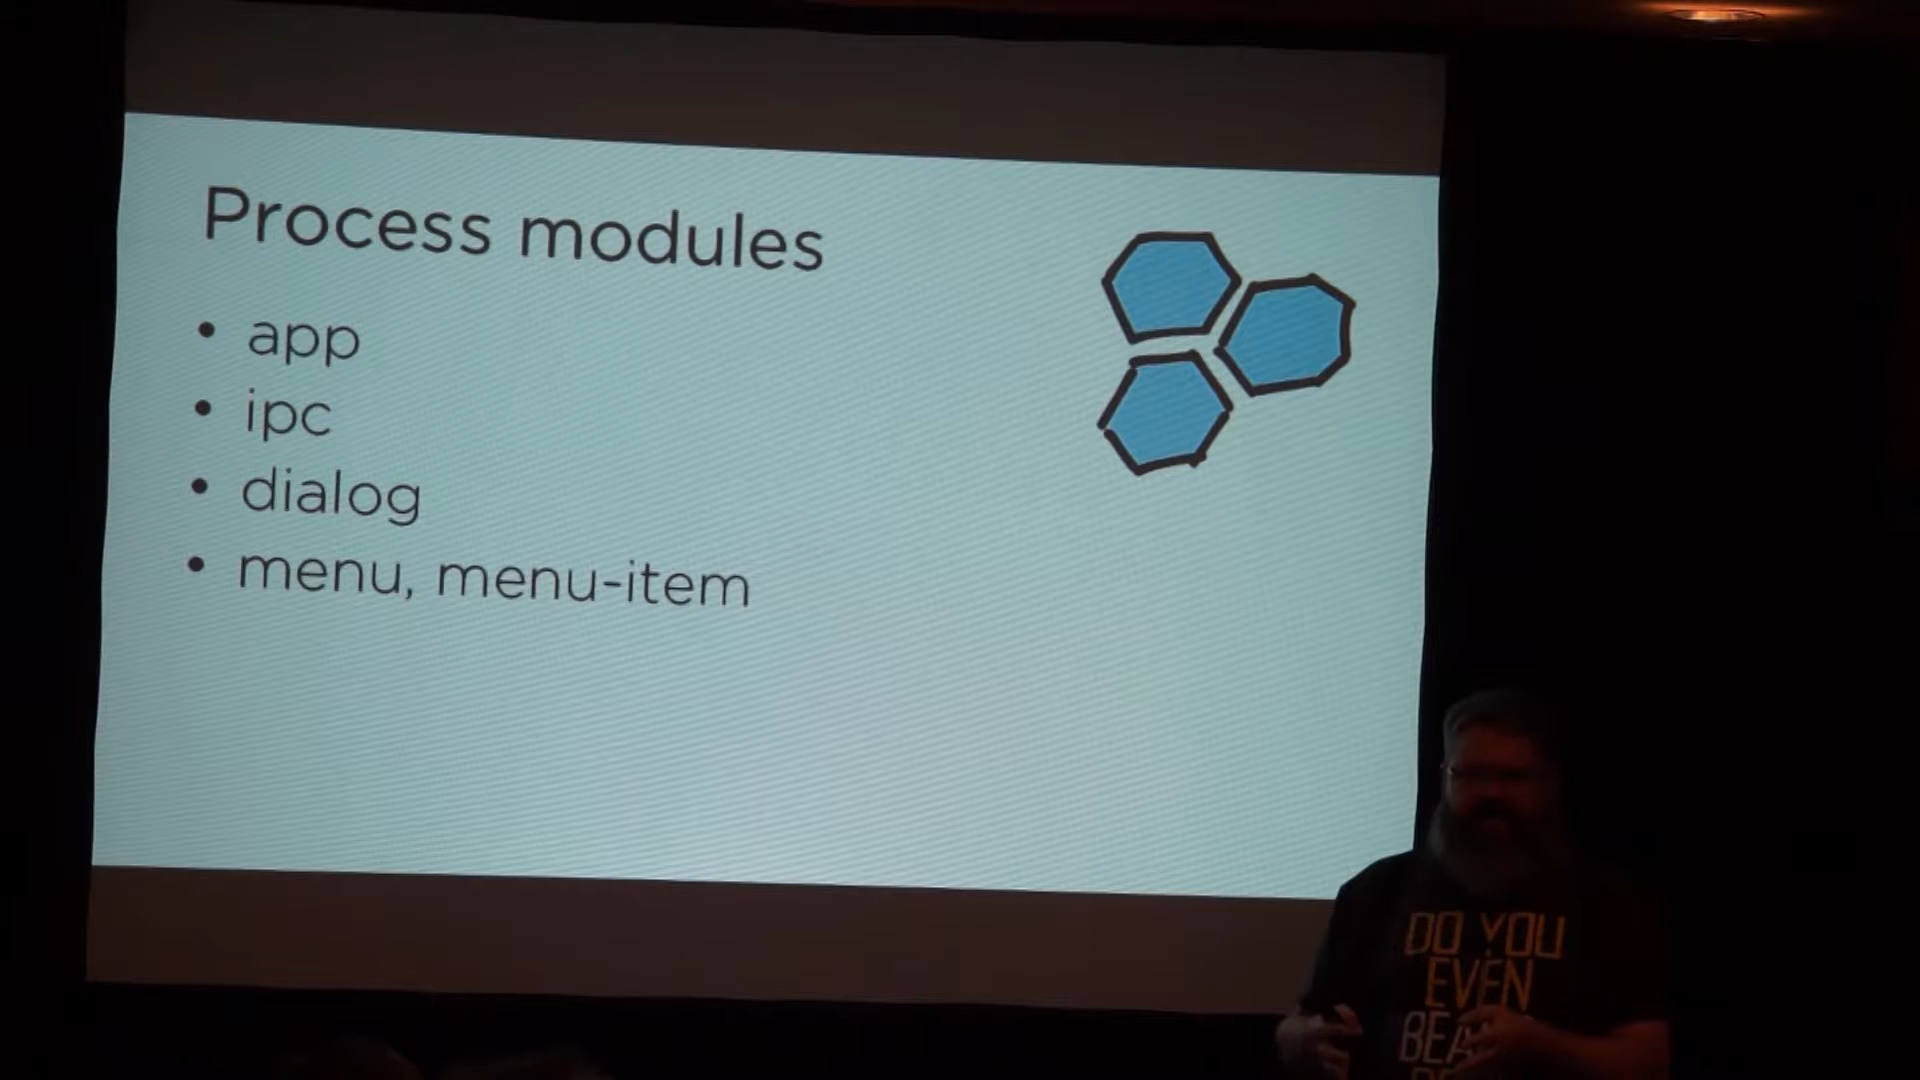 Process modules
• app
• ipc
• dialog
• menu, menu-item
DO YOU
EVEN